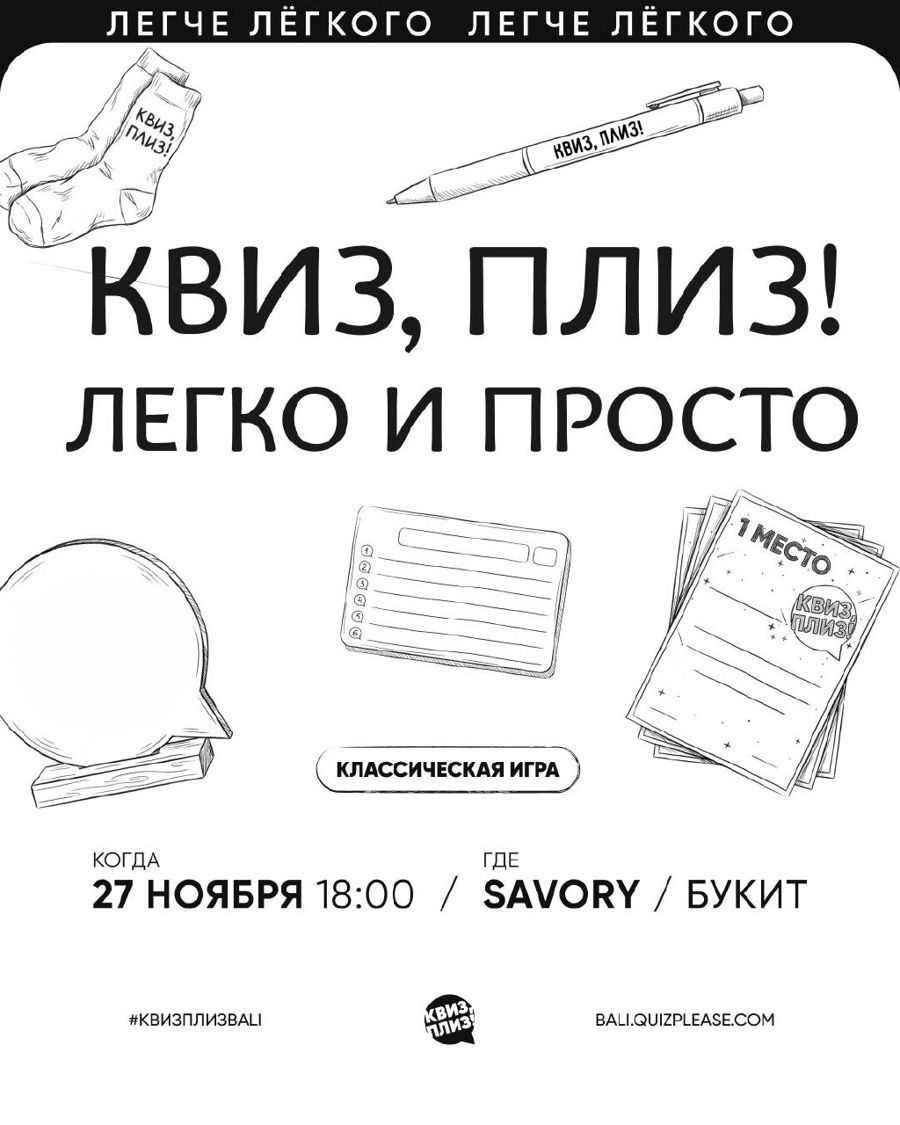 ЛЕГЧЕ ЛЁГКОГО ЛЕГЧЕ ЛЁГКОГО
КВИЗ,
ПЛИЗ!
КВИЗ, ПЛИЗ!
КВИЗ, ПЛИЗ!
ЛЕГКО И ПРОСТО
1
2
3
4
5
6
1 МЕСТО
КВИЗ,
ПЛИЗ!
КЛАССИЧЕСКАЯ ИГРА
КОГДА
27 НОЯБРЯ 18:00 /
ГДЕ
SAVORY / БУКИТ
#КВИЗПЛИЗBALI
КВИЗ,
ПЛИЗ!
BALI.QUIZPLEASE.COM